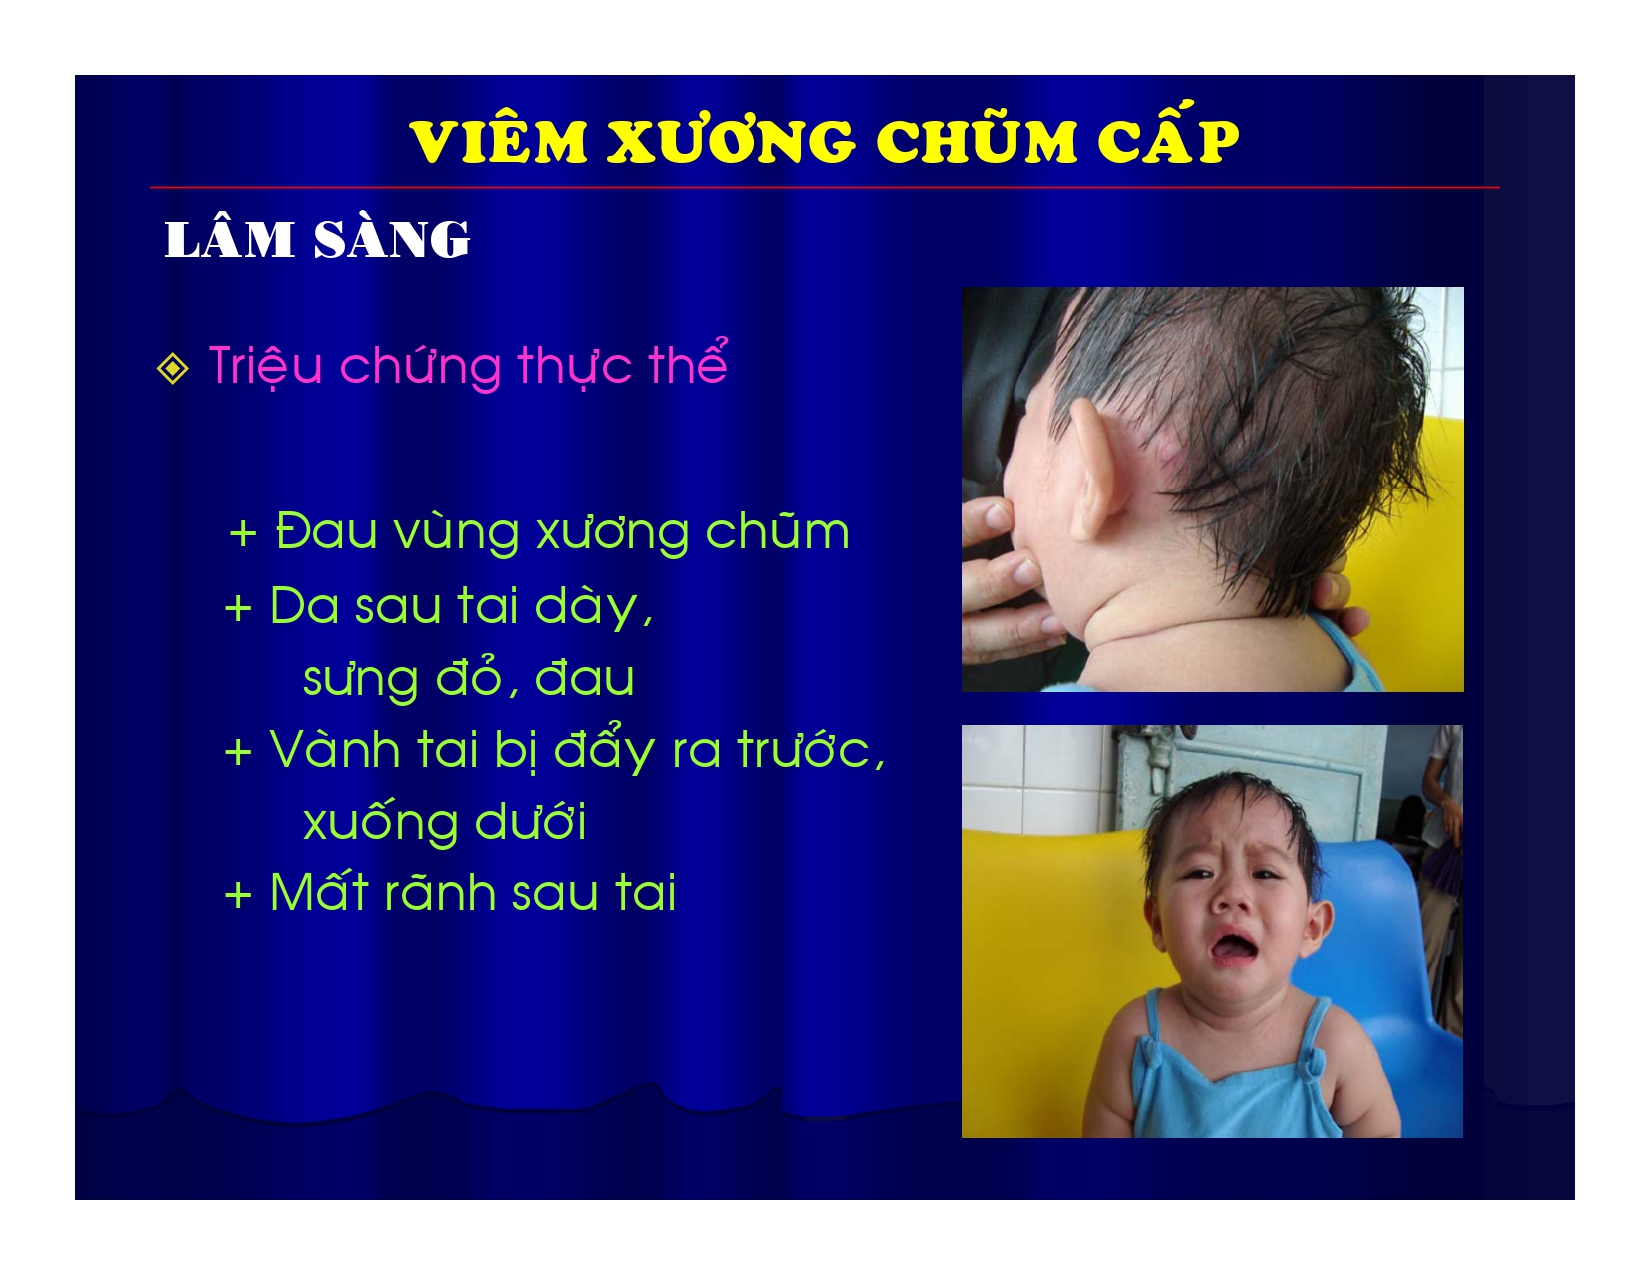 VIÊM XƯƠNG CHŨM CẤP
LÂM SÀNG
Triệu chứng thực thể
+ Đau vùng xương chũm
+ Da sau tai dày,
sưng đỏ, đau
+ Vành tai bị đẩy ra trước,
xuống dưới
+ Mất rãnh sau tai